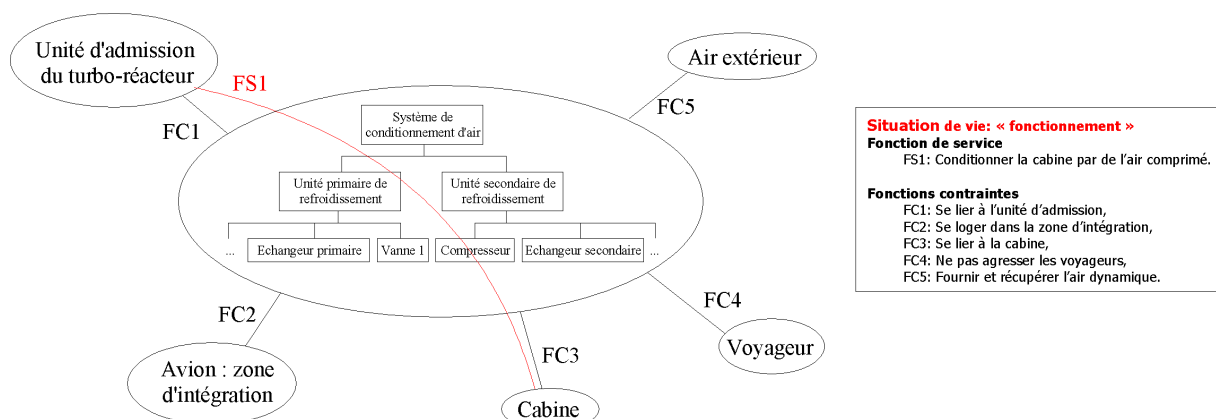 Unité d'admission
du turbo-réacteur
FS1
FC1
Air extérieur
FC5
Système de
conditionnement d'air
Unité primaire de
refroidissement
Unité secondaire de
refroidissement
...
Echangeur primaire
Vanne 1
Compresseur
Echangeur secondaire
...
FC2
Avion : zone
d'intégration
FC3
Cabine
FC4
Voyageur
Situation de vie: « fonctionnement »
Fonction de service
FS1: Conditionner la cabine par de l'air comprimé.
Fonctions contraintes
FC1: Se lier à l'unité d'admission,
FC2: Se loger dans la zone d'intégration,
FC3: Se lier à la cabine,
FC4: Ne pas agresser les voyageurs,
FC5: Fournir et récupérer l'air dynamique.